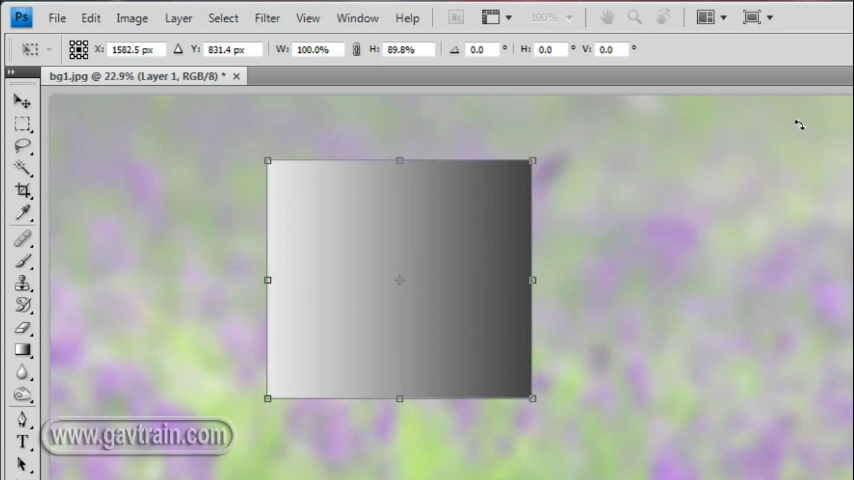 Ps File Edit Image Layer Select Filter View Window Help 100%
X: 1582.5 px Y: 831.4 px W: 100.0% H: 89.8% 0.0 ° H: 0.0 ° V: 0.0 °
bg1.jpg @ 22.9% (Layer 1, RGB/8) * ×
www.gavtrain.com
T